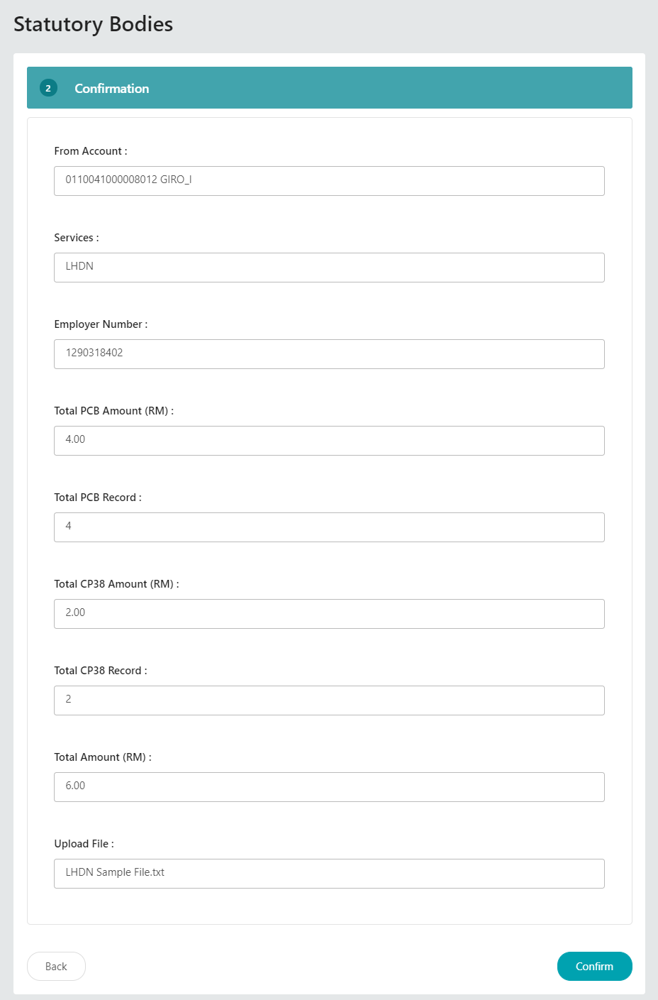 Statutory Bodies
2 Confirmation
From Account :
0110041000008012 GIRO_I
Services :
LHDN
Employer Number :
1290318402
Total PCB Amount (RM) :
4.00
Total PCB Record :
4
Total CP38 Amount (RM) :
2.00
Total CP38 Record :
2
Total Amount (RM) :
6.00
Upload File :
LHDN Sample File.txt
Back Confirm